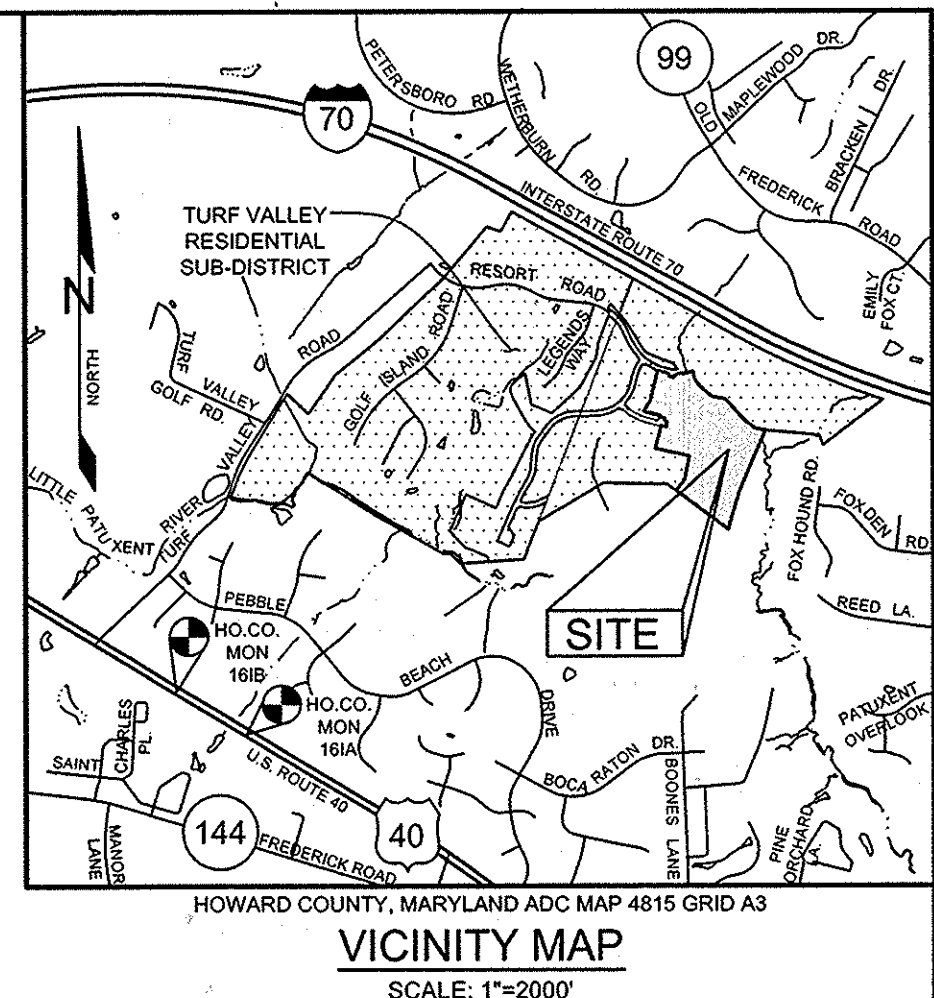 PETERSBORO RD
WETHERBURN RD.
99
MAPLEWOOD DR.
OLD FREDERICK ROAD
BRACKEN DR.
70
INTERSTATE ROUTE 70
EMILY FOX CT.
TURF VALLEY
RESIDENTIAL
SUB-DISTRICT
N
NORTH
RESORT ROAD
VALLEY ROAD
GOLF ISLAND ROAD
LEGENDS WAY
TURF VALLEY
GOLF RD.
LITTLE PATUXENT RIVER
TURF
FOX HOUND RD.
FOX DEN RD
REED LA.
SITE
PEBBLE BEACH DRIVE
HO.CO.
MON
16IB
HO.CO.
MON
16IA
PATUXENT
OVERLOOK
BOCA RATON DR.
BOONES LANE
PINE ORCHARD LA.
SAINT CHARLES PL.
U.S. ROUTE 40
40
144
FREDERICK ROAD
MANOR LANE
HOWARD COUNTY, MARYLAND ADC MAP 4815 GRID A3
VICINITY MAP
SCALE: 1"=2000'